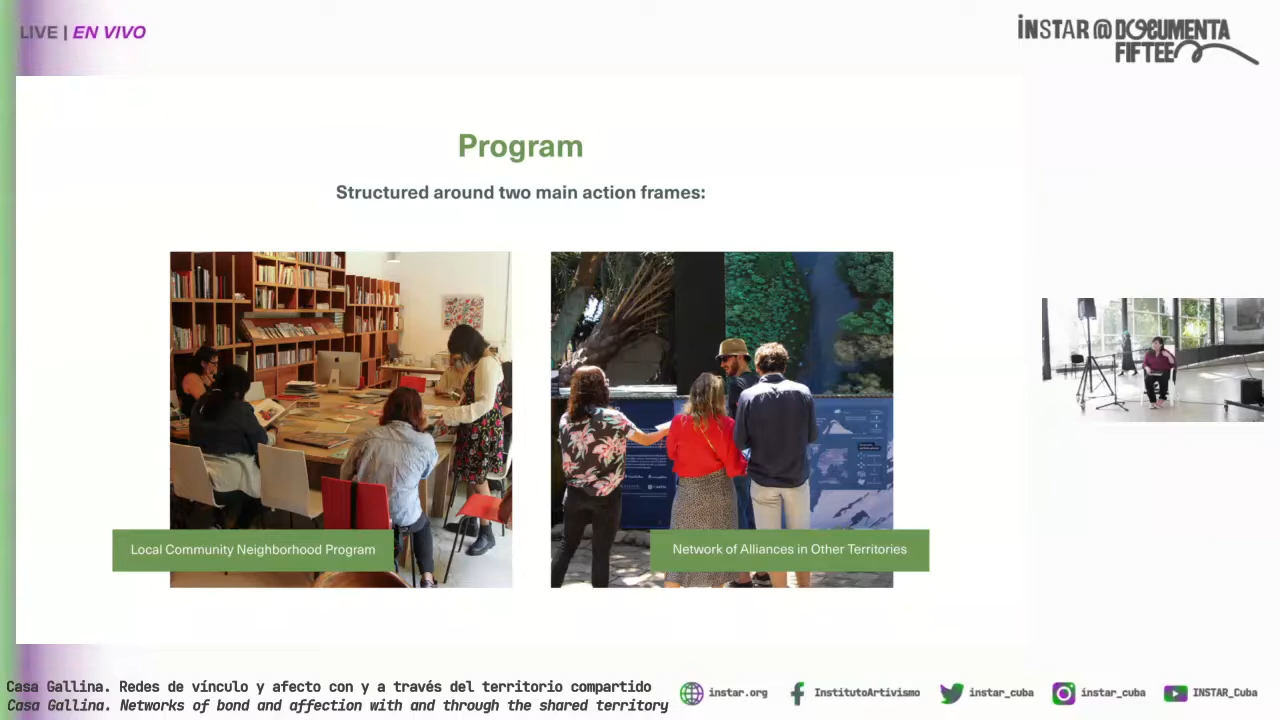 LIVE | EN VIVO
INSTAR @ DOCUMENTA
FIFTEE
Program
Structured around two main action frames:
Local Community Neighborhood Program
Network of Alliances in Other Territories
Casa Gallina. Redes de vínculo y afecto con y a través del territorio compartido
Casa Gallina. Networks of bond and affection with and through the shared territory
instar.org
InstitutoArtivismo
instar_cuba
instar_cuba
INSTAR_Cuba